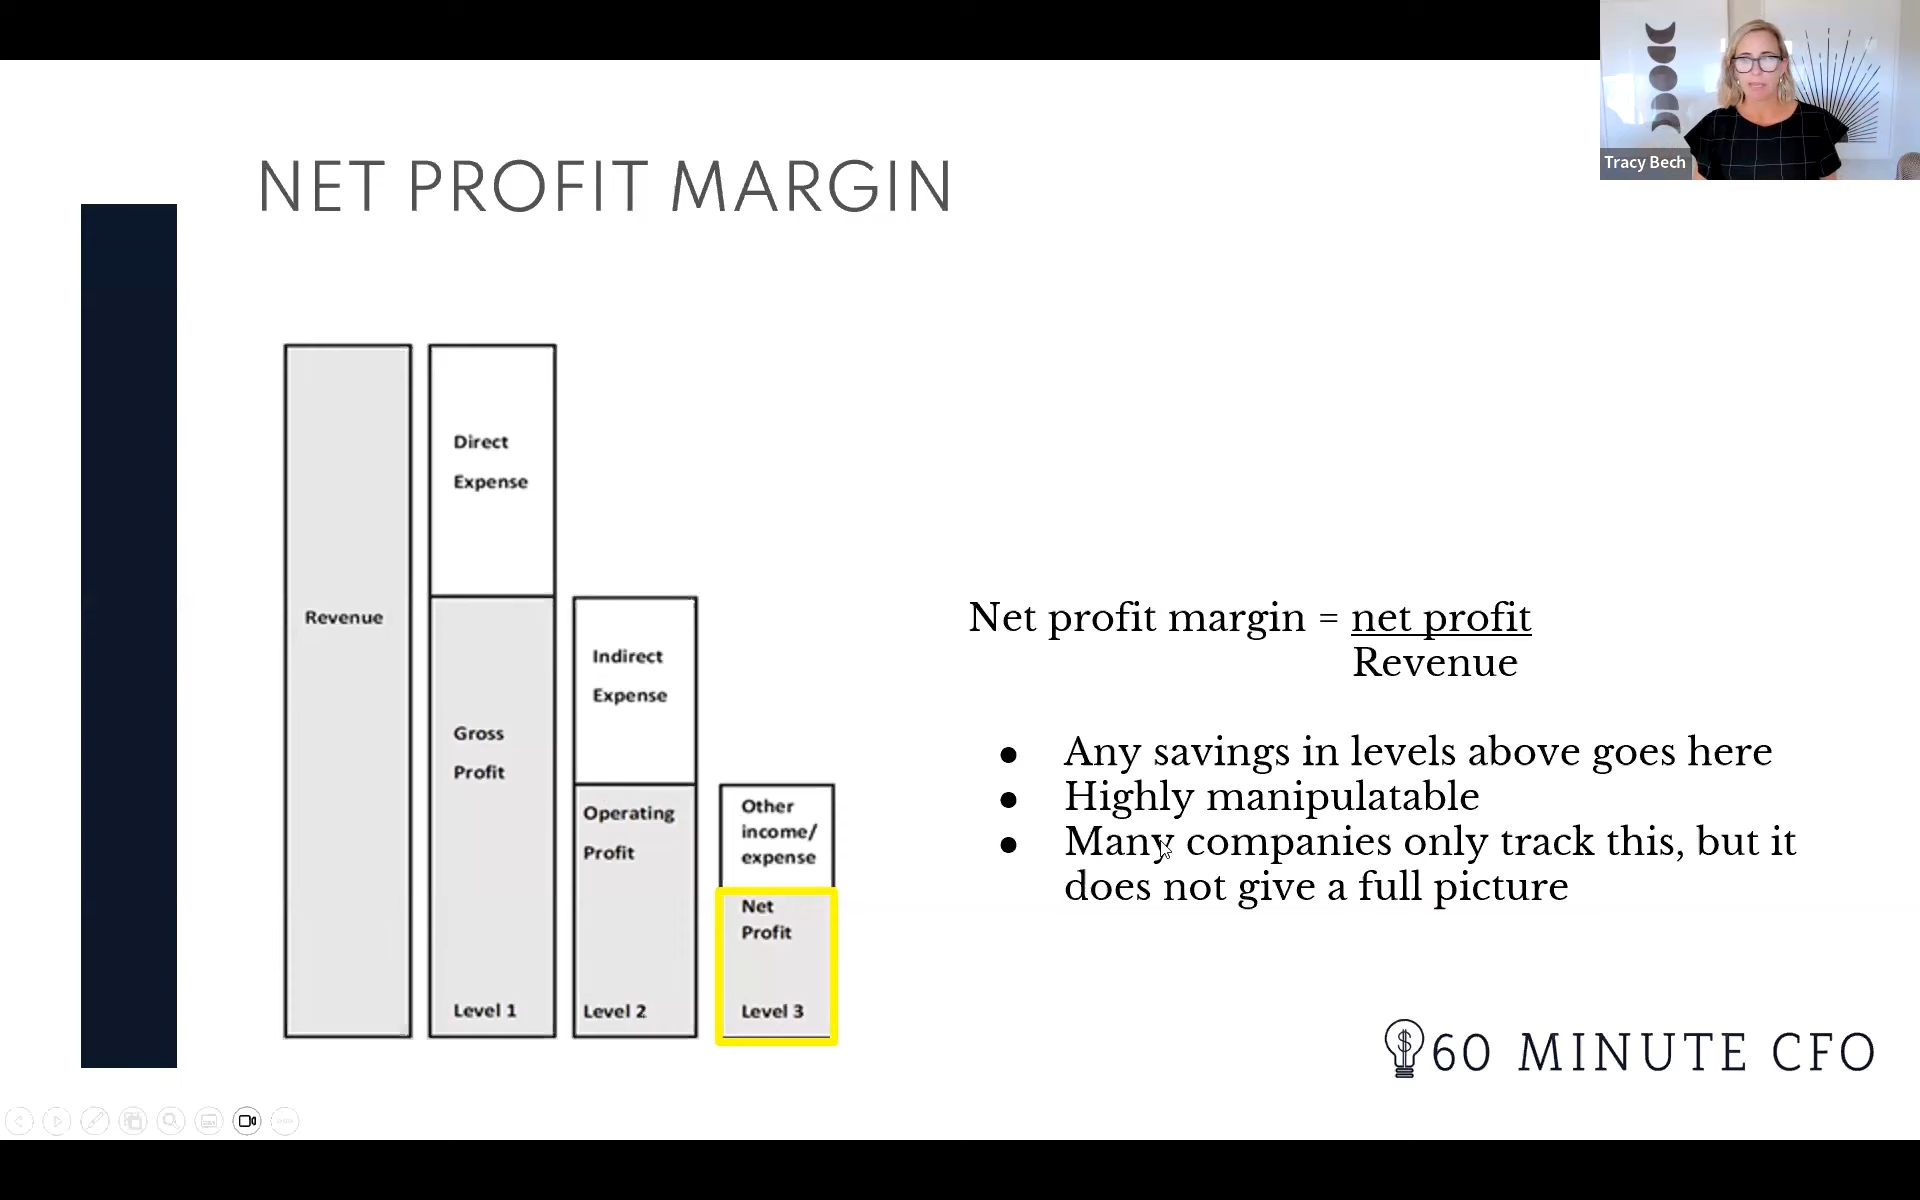 Tracy Bech
NET PROFIT MARGIN
Revenue
Direct
Expense
Gross
Profit
Level 1
Indirect
Expense
Operating
Profit
Level 2
Other
income/
expense
Net
Profit
Level 3
Net profit margin = net profit
Revenue
● Any savings in levels above goes here
● Highly manipulatable
● Many companies only track this, but it
does not give a full picture
60 MINUTE CFO